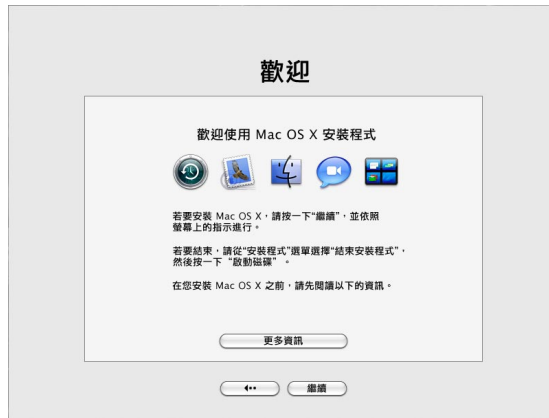 歡迎
歡迎使用 Mac OS X 安裝程式
若要安裝 Mac OS X，請按一下“繼續”，並依照
螢幕上的指示進行。
若要結束，請從“安裝程式”選單選擇“結束安裝程式”，
然後按一下“啟動磁碟”。
在您安裝 Mac OS X 之前，請先閱讀以下的資訊。
更多資訊
繼續